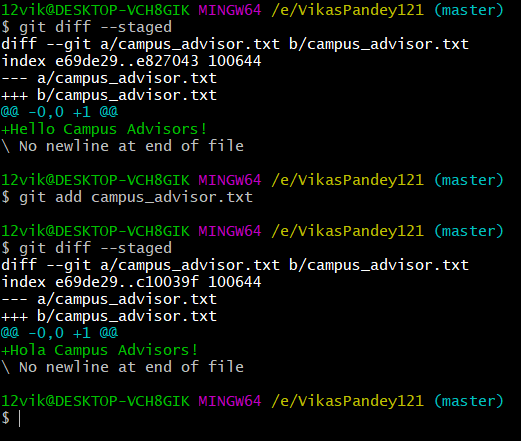 12vik@DESKTOP-VCH8GIK MINGW64 /e/VikasPandey121 (master)
$ git diff --staged
diff --git a/campus_advisor.txt b/campus_advisor.txt
index e69de29..e827043 100644
--- a/campus_advisor.txt
+++ b/campus_advisor.txt
@@ -0,0 +1 @@
+Hello Campus Advisors!
\ No newline at end of file

12vik@DESKTOP-VCH8GIK MINGW64 /e/VikasPandey121 (master)
$ git add campus_advisor.txt

12vik@DESKTOP-VCH8GIK MINGW64 /e/VikasPandey121 (master)
$ git diff --staged
diff --git a/campus_advisor.txt b/campus_advisor.txt
index e69de29..c10039f 100644
--- a/campus_advisor.txt
+++ b/campus_advisor.txt
@@ -0,0 +1 @@
+Hola Campus Advisors!
\ No newline at end of file

12vik@DESKTOP-VCH8GIK MINGW64 /e/VikasPandey121 (master)
$